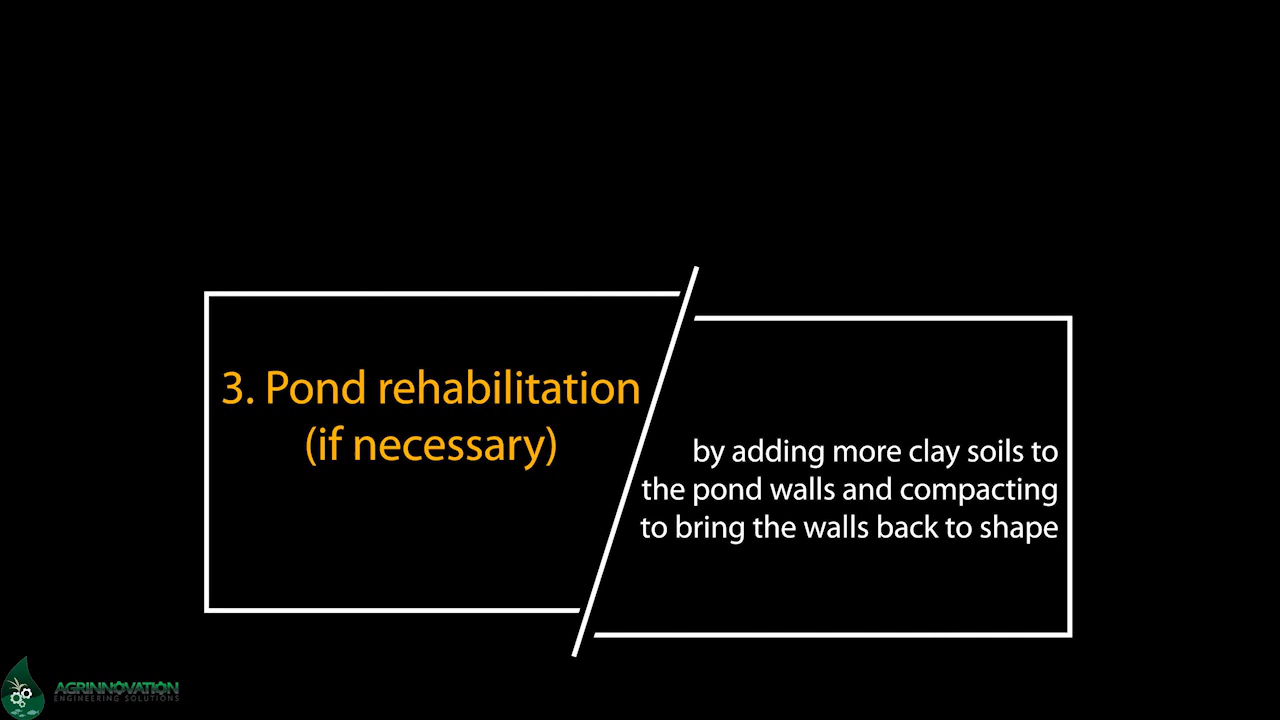 3. Pond rehabilitation
(if necessary)
by adding more clay soils to
the pond walls and compacting
to bring the walls back to shape
AGRINNOVATION
ENGINEERING SOLUTIONS